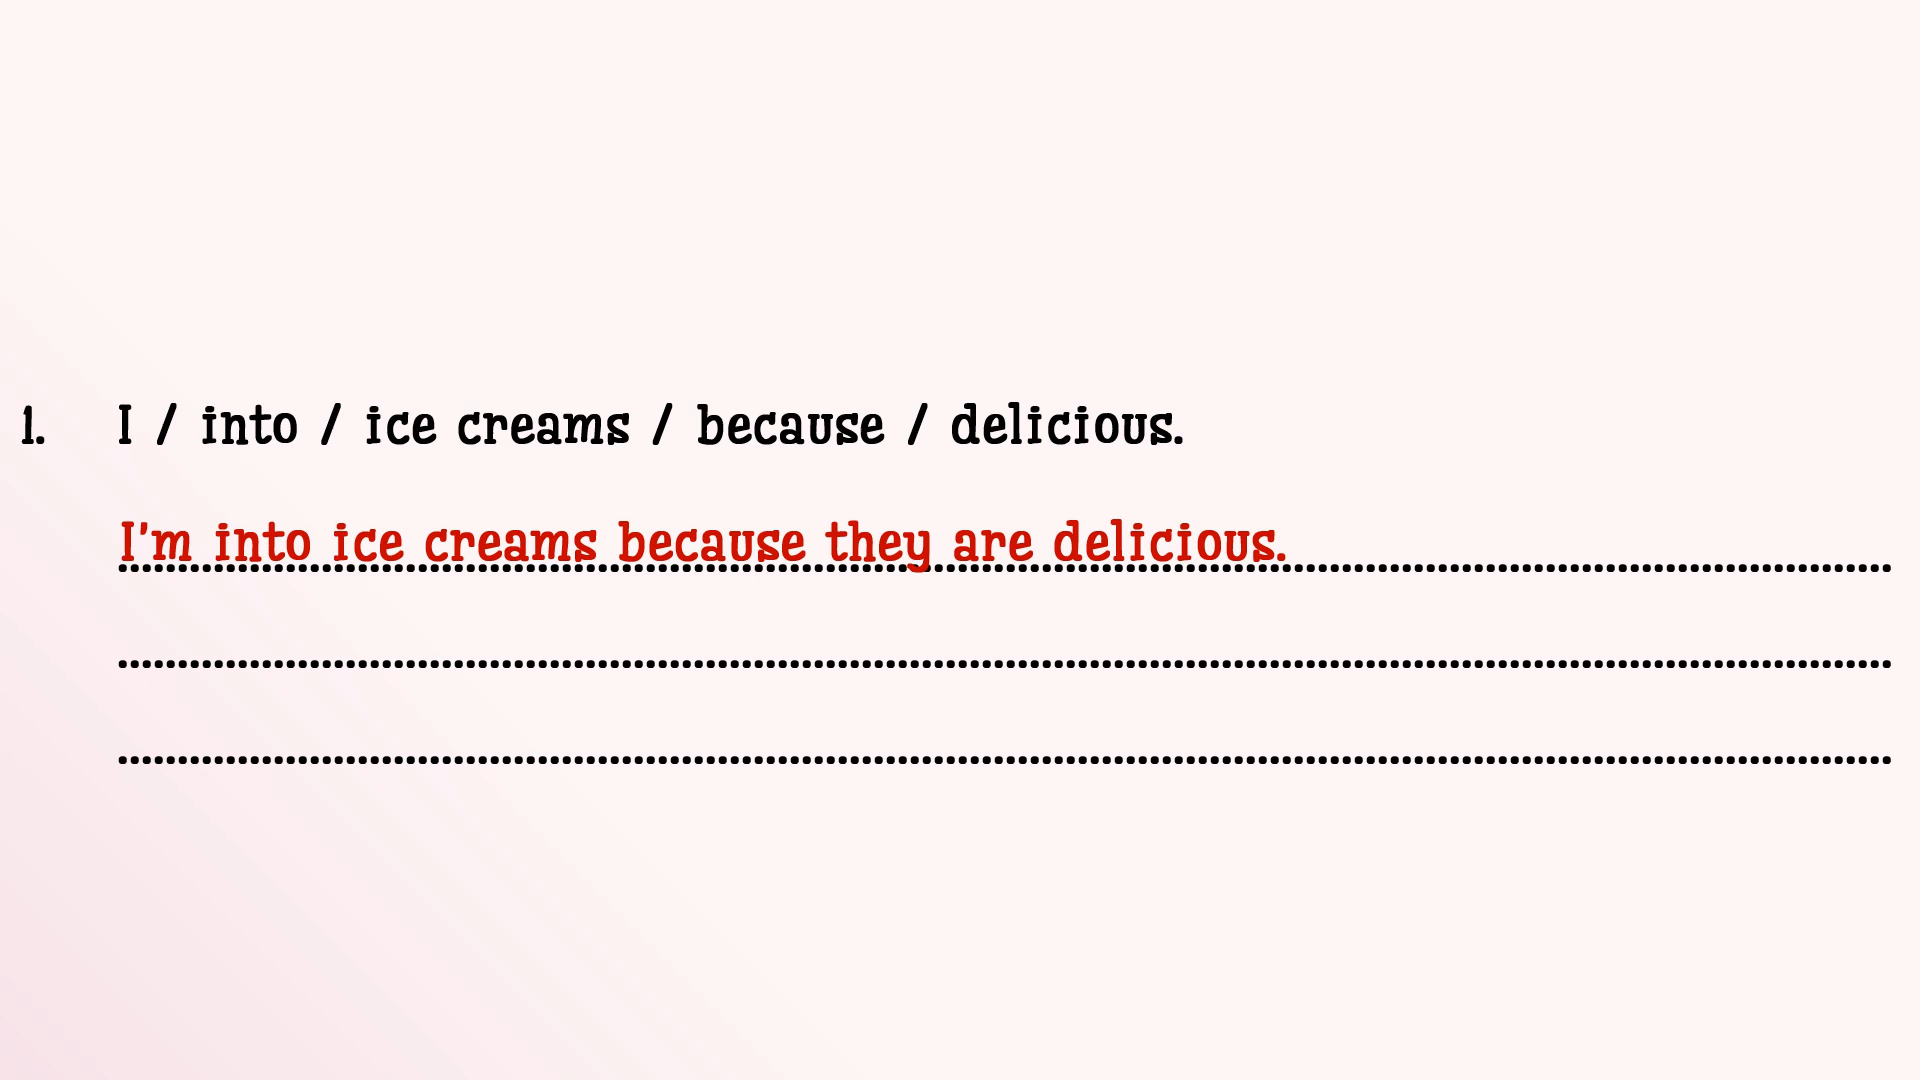 1. I / into / ice creams / because / delicious.
I'm into ice creams because they are delicious.